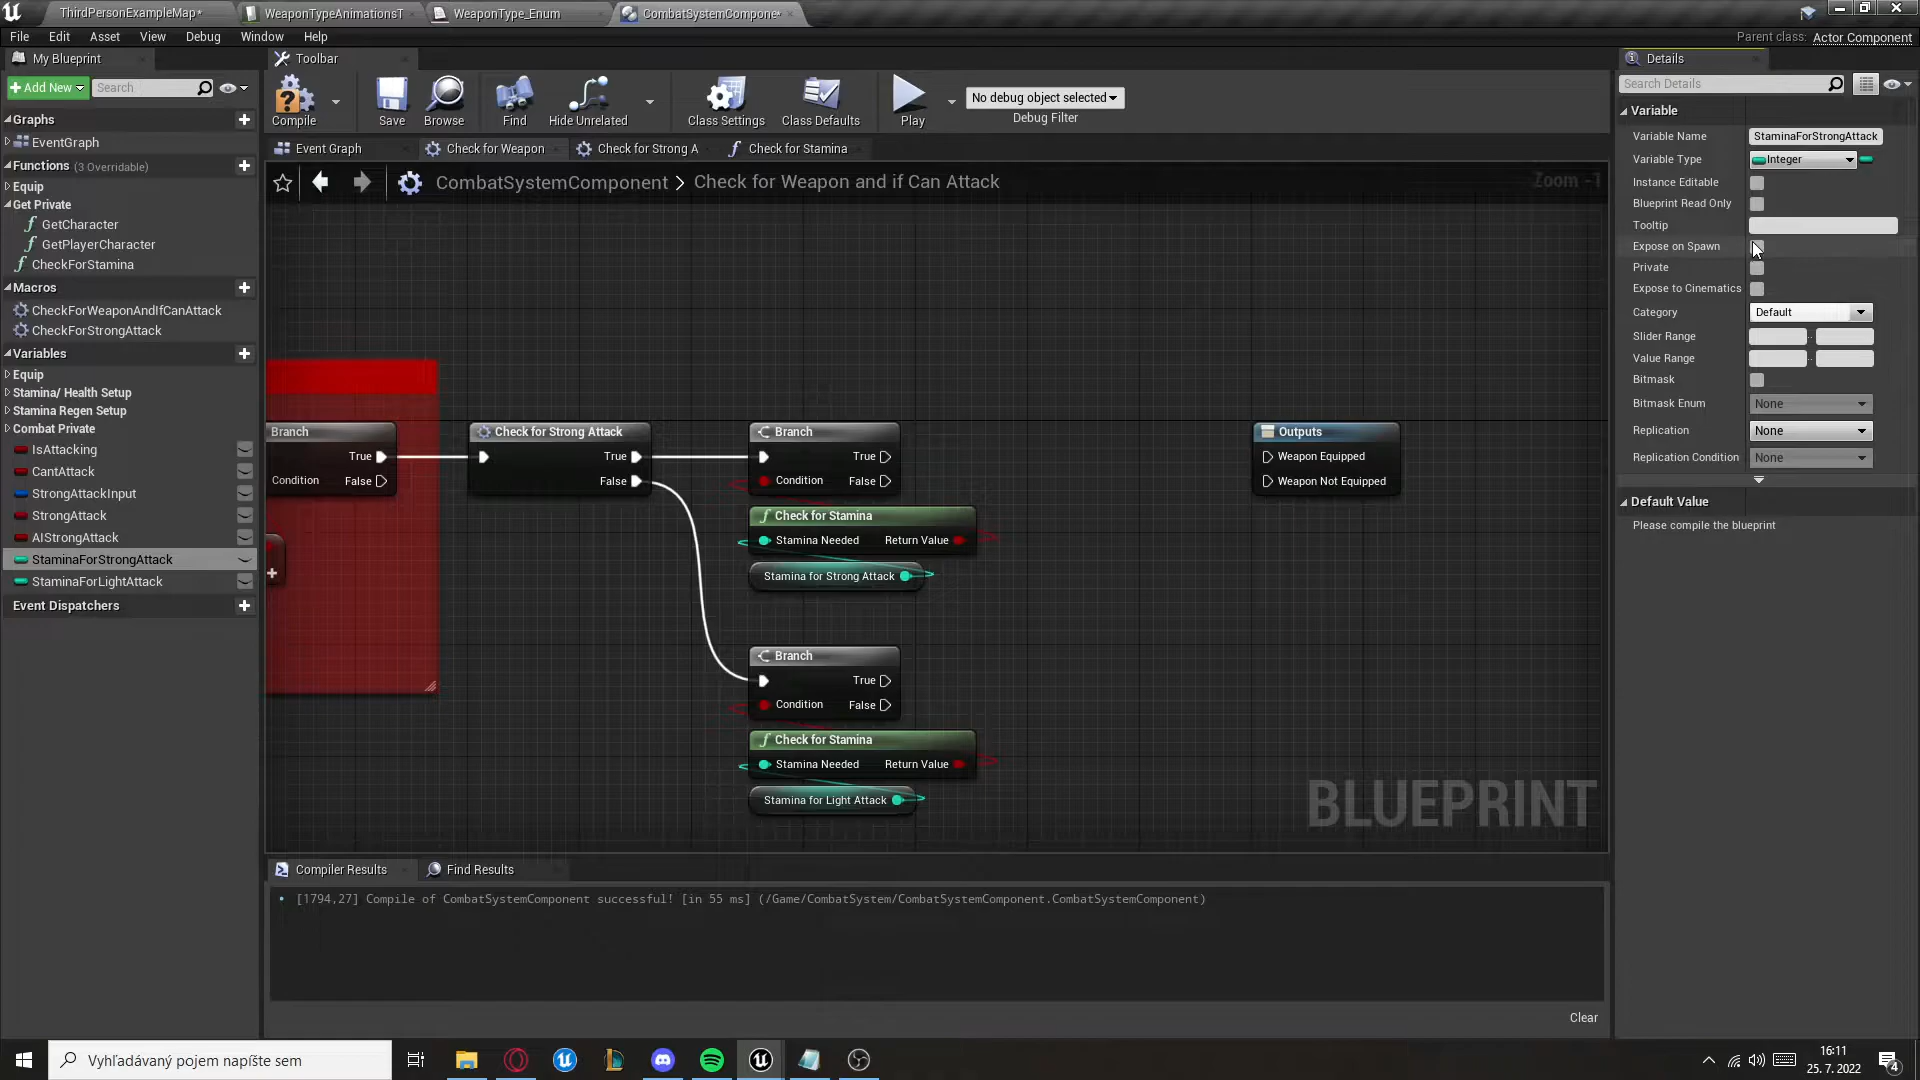 ThirdPersonExampleMap*
WeaponTypeAnimationsT
WeaponType_Enum
CombatSystemCompone*
File Edit Asset View Debug Window Help
Parent class: Actor Component
My Blueprint
Toolbar
Details
Add New
Search
Compile
Save
Browse
Find
Hide Unrelated
Class Settings
Class Defaults
Play
No debug object selected
Debug Filter
Search Details
Graphs
EventGraph
Functions (3 Overridable)
Equip
Get Private
GetCharacter
GetPlayerCharacter
CheckForStamina
Macros
CheckForWeaponAndIfCanAttack
CheckForStrongAttack
Variables
Equip
Stamina/ Health Setup
Stamina Regen Setup
Combat Private
IsAttacking
CantAttack
StrongAttackInput
StrongAttack
AIStrongAttack
StaminaForStrongAttack
StaminaForLightAttack
Event Dispatchers
Event Graph
Check for Weapon
Check for Strong A
Check for Stamina
CombatSystemComponent > Check for Weapon and if Can Attack
Zoom -1
Branch
True
Condition False
Check for Strong Attack
True
False
Branch
True
Condition False
Check for Stamina
Stamina Needed Return Value
Stamina for Strong Attack
Branch
True
Condition False
Check for Stamina
Stamina Needed Return Value
Stamina for Light Attack
Outputs
Weapon Equipped
Weapon Not Equipped
BLUEPRINT
Variable
Variable Name StaminaForStrongAttack
Variable Type Integer
Instance Editable
Blueprint Read Only
Tooltip
Expose on Spawn
Private
Expose to Cinematics
Category Default
Slider Range
Value Range
Bitmask
Bitmask Enum None
Replication None
Replication Condition None
Default Value
Please compile the blueprint
Compiler Results
Find Results
[1794,27] Compile of CombatSystemComponent successful! [in 55 ms] (/Game/CombatSystem/CombatSystemComponent.CombatSystemComponent)
Clear
Vyhľadávaný pojem napíšte sem
16:11
25. 7. 2022
4